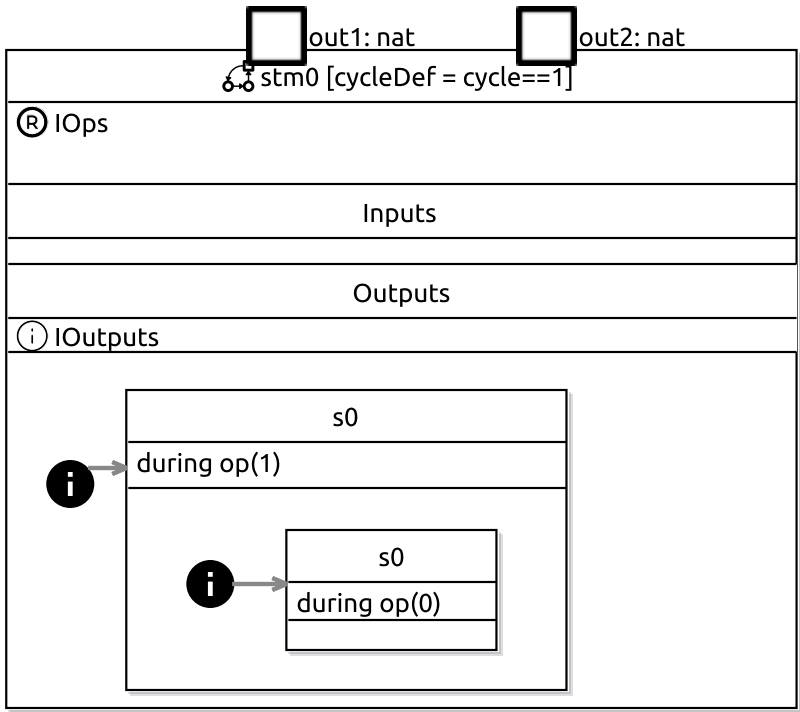 out1: nat
out2: nat
stm0 [cycleDef = cycle==1]
R IOps
Inputs
Outputs
i IOutputs
s0
i
during op(1)
s0
i
during op(0)